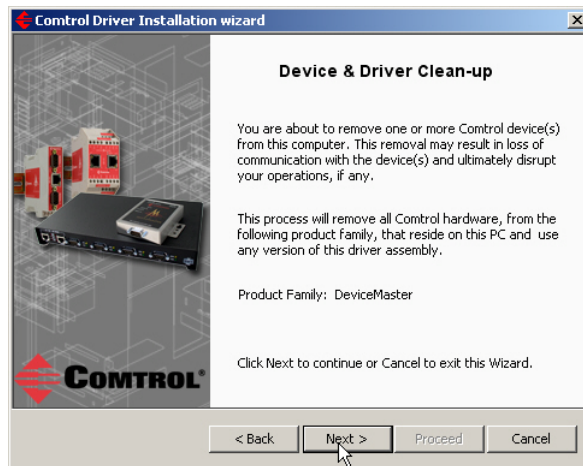 Comtrol Driver Installation wizard
Device & Driver Clean-up
You are about to remove one or more Comtrol device(s)
from this computer. This removal may result in loss of
communication with the device(s) and ultimately disrupt
your operations, if any.
This process will remove all Comtrol hardware, from the
following product family, that reside on this PC and use
any version of this driver assembly.
Product Family: DeviceMaster
Click Next to continue or Cancel to exit this Wizard.
COMTROL®
< Back Next > Proceed Cancel